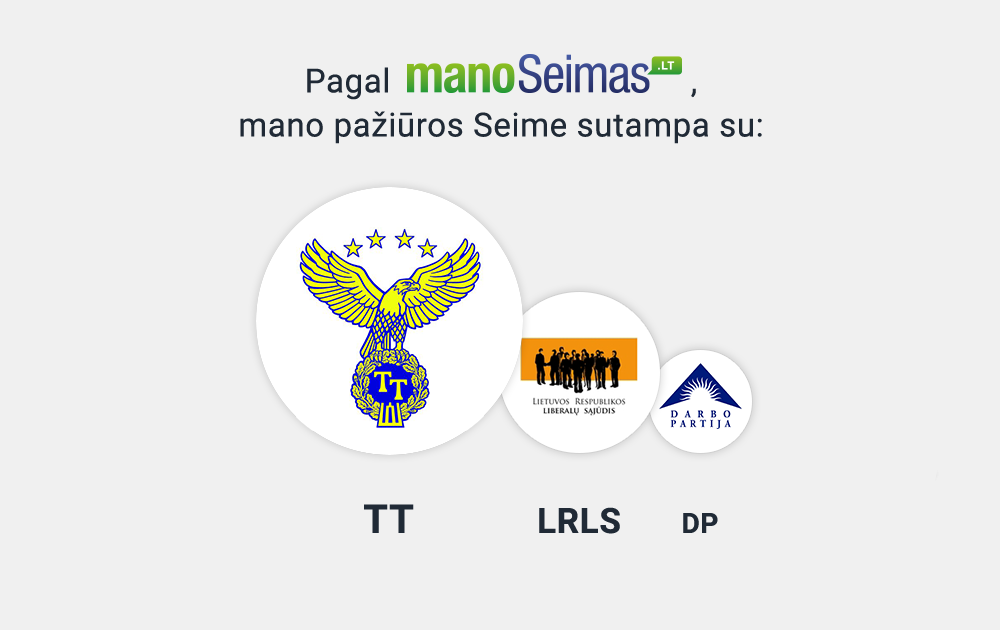 Pagal manoSeimas.LT ,
mano pažiūros Seime sutampa su:
TT
LIETUVOS RESPUBLIKOS
LIBERALŲ SĄJŪDIS
DARBO
PARTIJA
TT
LRLS
DP